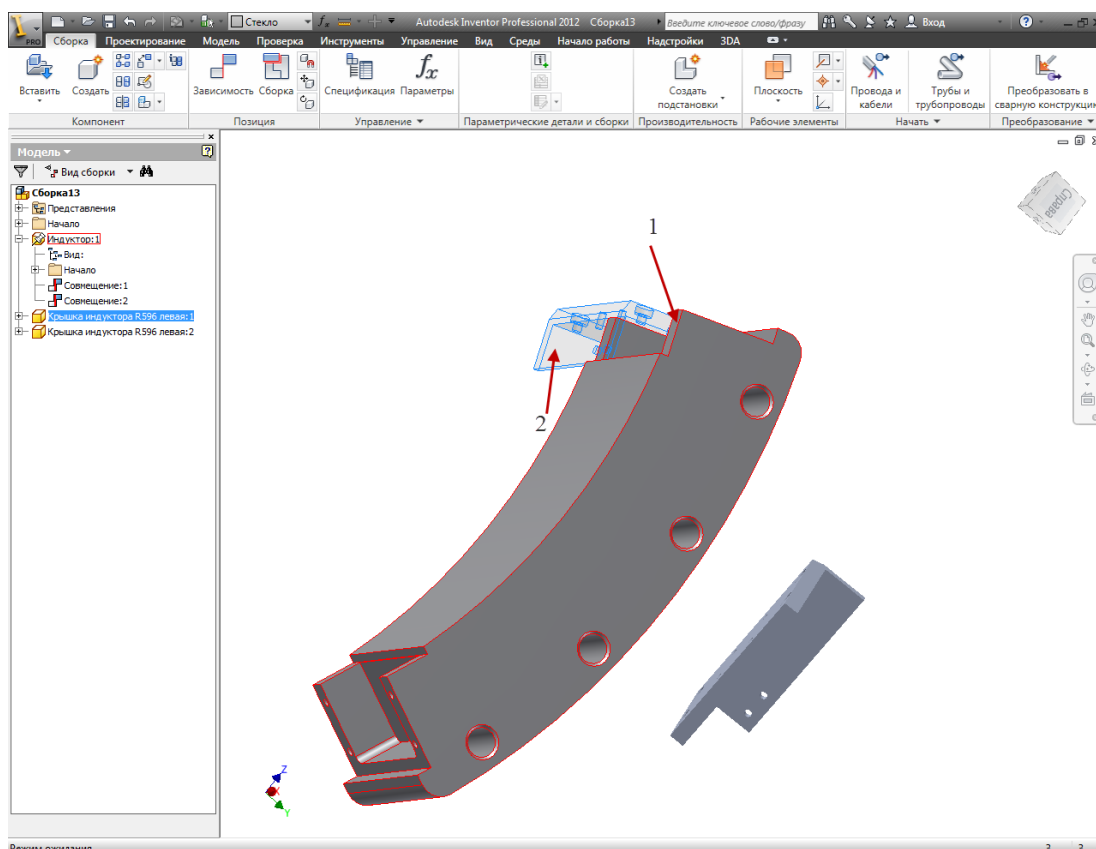 Стекло
Autodesk Inventor Professional 2012 Сборка13
Введите ключевое слово/фразу
Вход
PRO
Сборка Проектирование Модель Проверка Инструменты Управление Вид Среды Начало работы Надстройки 3DA
Вставить Создать Зависимость Сборка Спецификация Параметры Создать подстановки Плоскость Провода и кабели Трубы и трубопроводы Преобразовать в сварную конструкцию
Компонент Позиция Управление Параметрические детали и сборки Производительность Рабочие элементы Начать Преобразование
Модель
Вид сборки
Сборка13
Представления
Начало
Индуктор:1
Вид:
Начало
Совмещение:1
Совмещение:2
Крышка индуктора R596 левая:1
Крышка индуктора R596 левая:2
Справа
1
2
Z
X
Y
Режим ожидания
3 3